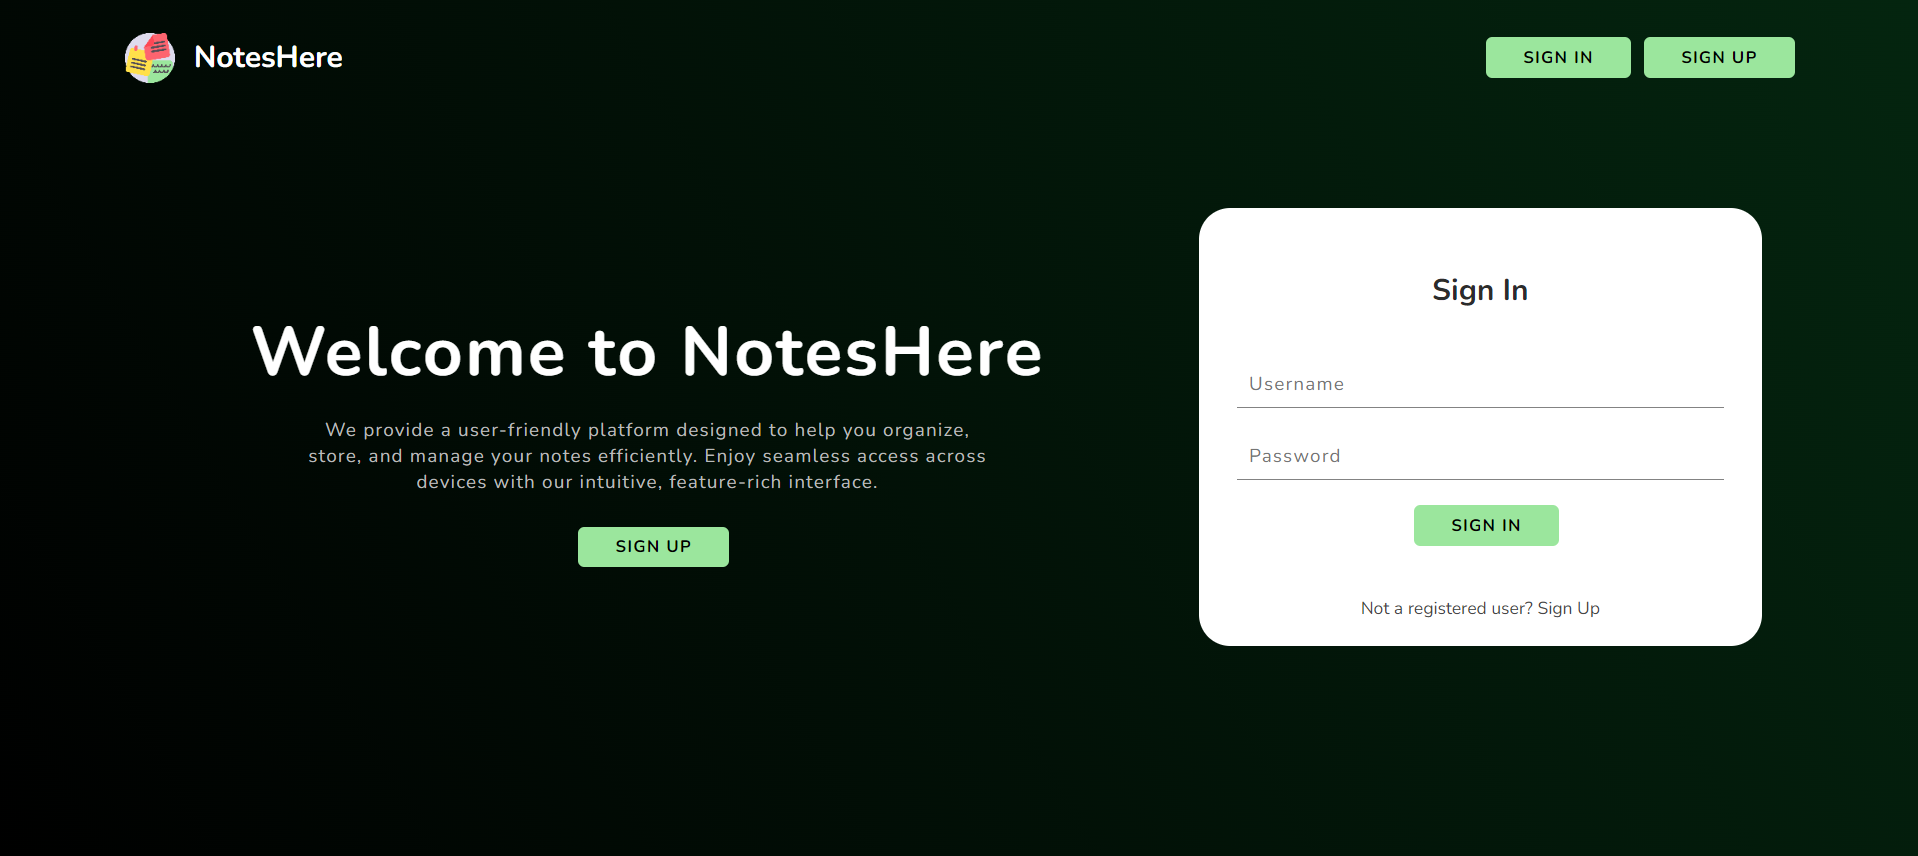 NotesHere
SIGN IN
SIGN UP
Welcome to NotesHere
We provide a user-friendly platform designed to help you organize,
store, and manage your notes efficiently. Enjoy seamless access across
devices with our intuitive, feature-rich interface.
SIGN UP
Sign In
Username
Password
SIGN IN
Not a registered user? Sign Up